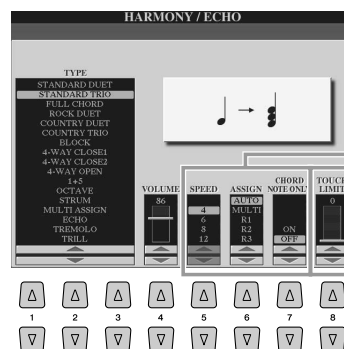 HARMONY / ECHO
TYPE
STANDARD DUET
STANDARD TRIO
FULL CHORD
ROCK DUET
COUNTRY DUET
COUNTRY TRIO
BLOCK
4-WAY CLOSE1
4-WAY CLOSE2
4-WAY OPEN
1+5
OCTAVE
STRUM
MULTI ASSIGN
ECHO
TREMOLO
TRILL
VOLUME
86
SPEED
4
6
8
12
ASSIGN
AUTO
MULTI
R1
R2
R3
CHORD
NOTE ONLY
ON
OFF
TOUCH
LIMIT
0
1 2 3 4 5 6 7 8